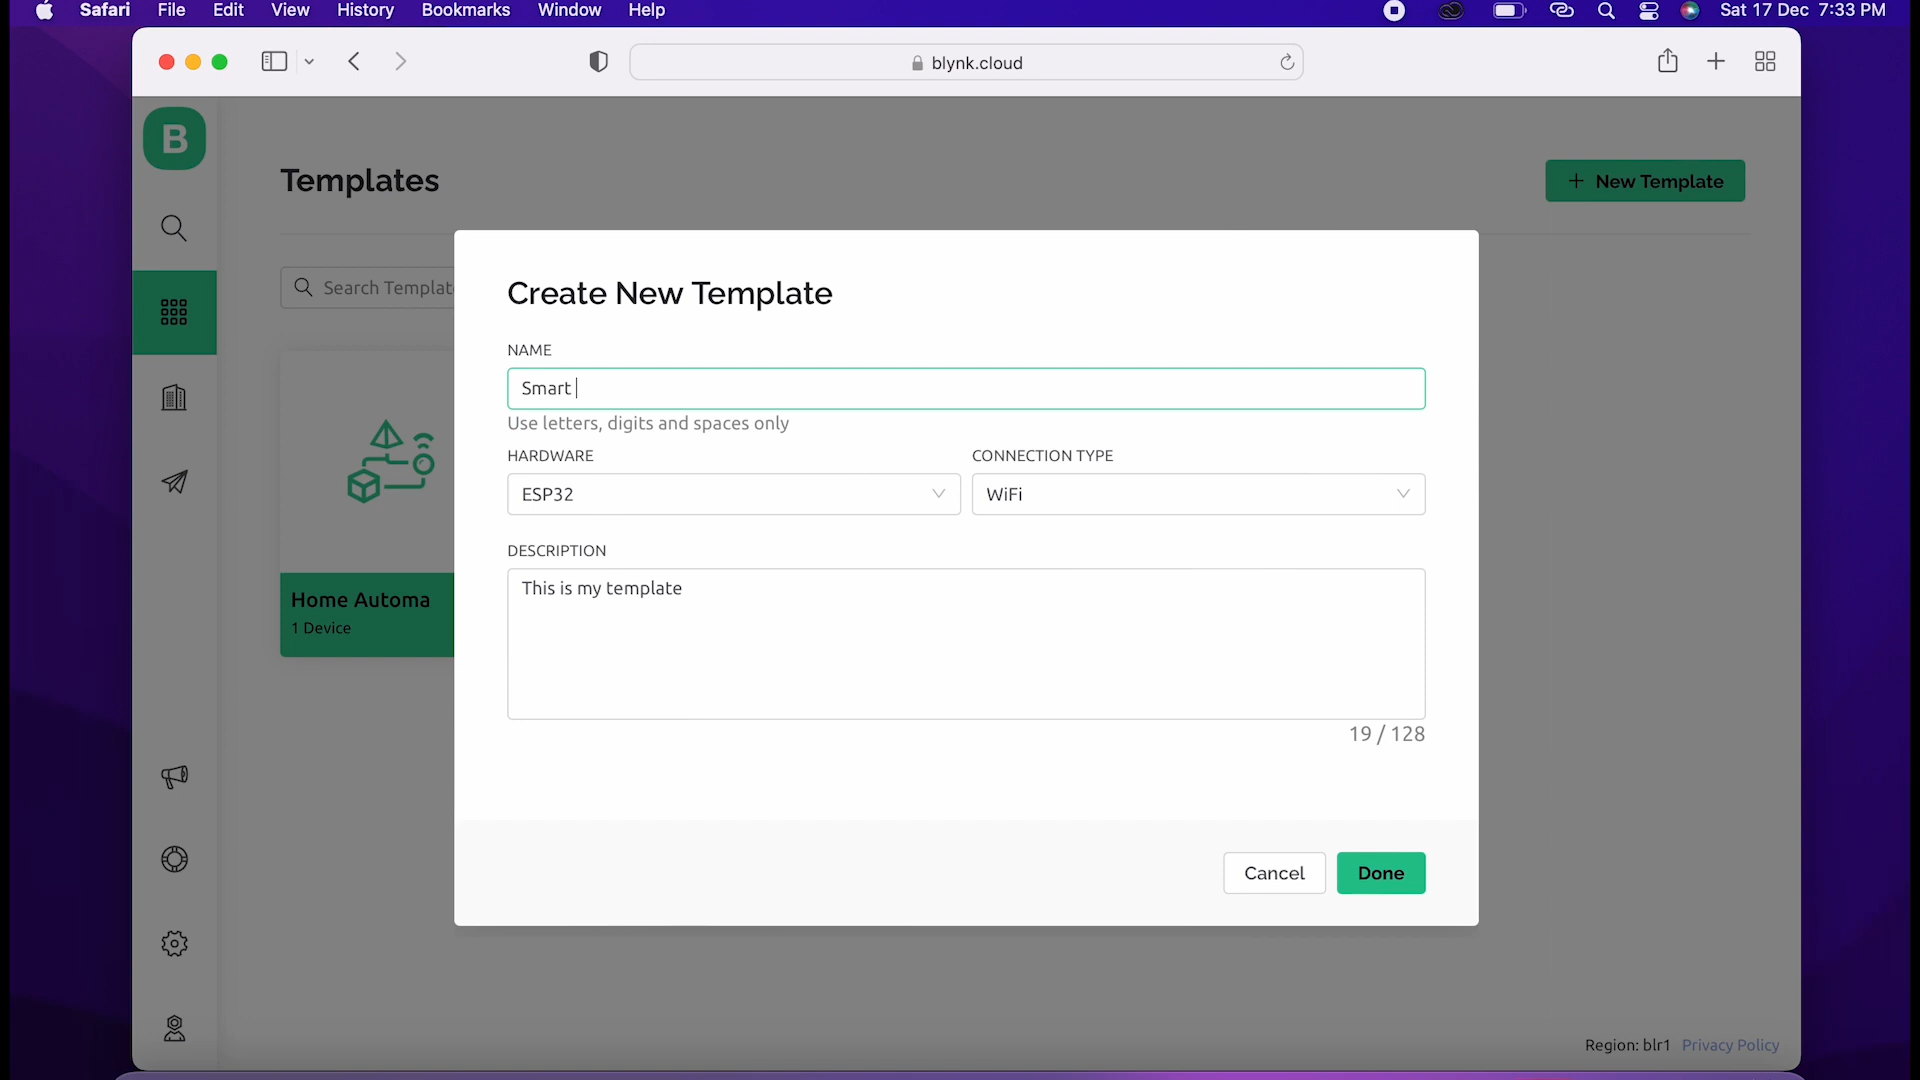 Safari File Edit View History Bookmarks Window Help Sat 17 Dec 7:33 PM
blynk.cloud
B
Templates
+ New Template
Search Templat
Create New Template
NAME
Smart
Use letters, digits and spaces only
HARDWARE CONNECTION TYPE
ESP32 WiFi
DESCRIPTION
This is my template
19 / 128
Home Automa
1 Device
Cancel Done
Region: blr1 Privacy Policy